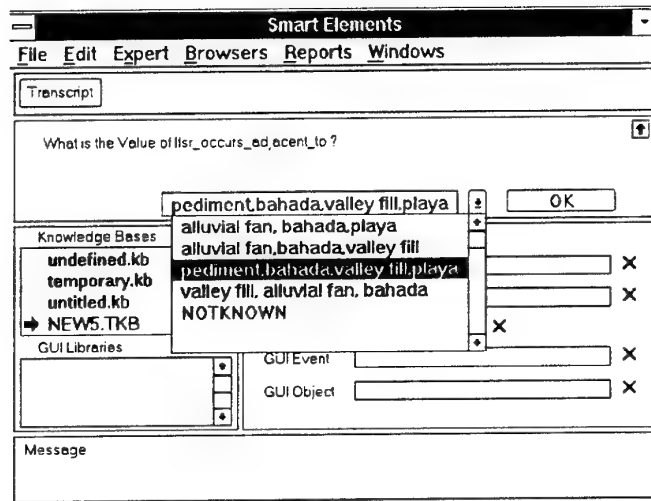 Smart Elements
File Edit Expert Browsers Reports Windows
Transcript
What is the Value of llsr_occurs_ad,acent_to ?
pediment,bahada,valley fill,playa
OK
alluvial fan, bahada,playa
alluvial fan,bahada,valley fill
pediment,bahada,valley fill,playa
valley fill, alluvial fan, bahada
NOTKNOWN
Knowledge Bases
undefined.kb
temporary.kb
untitled.kb
NEW5.TKB
GUI Libraries
GUI Event
GUI Object
Message